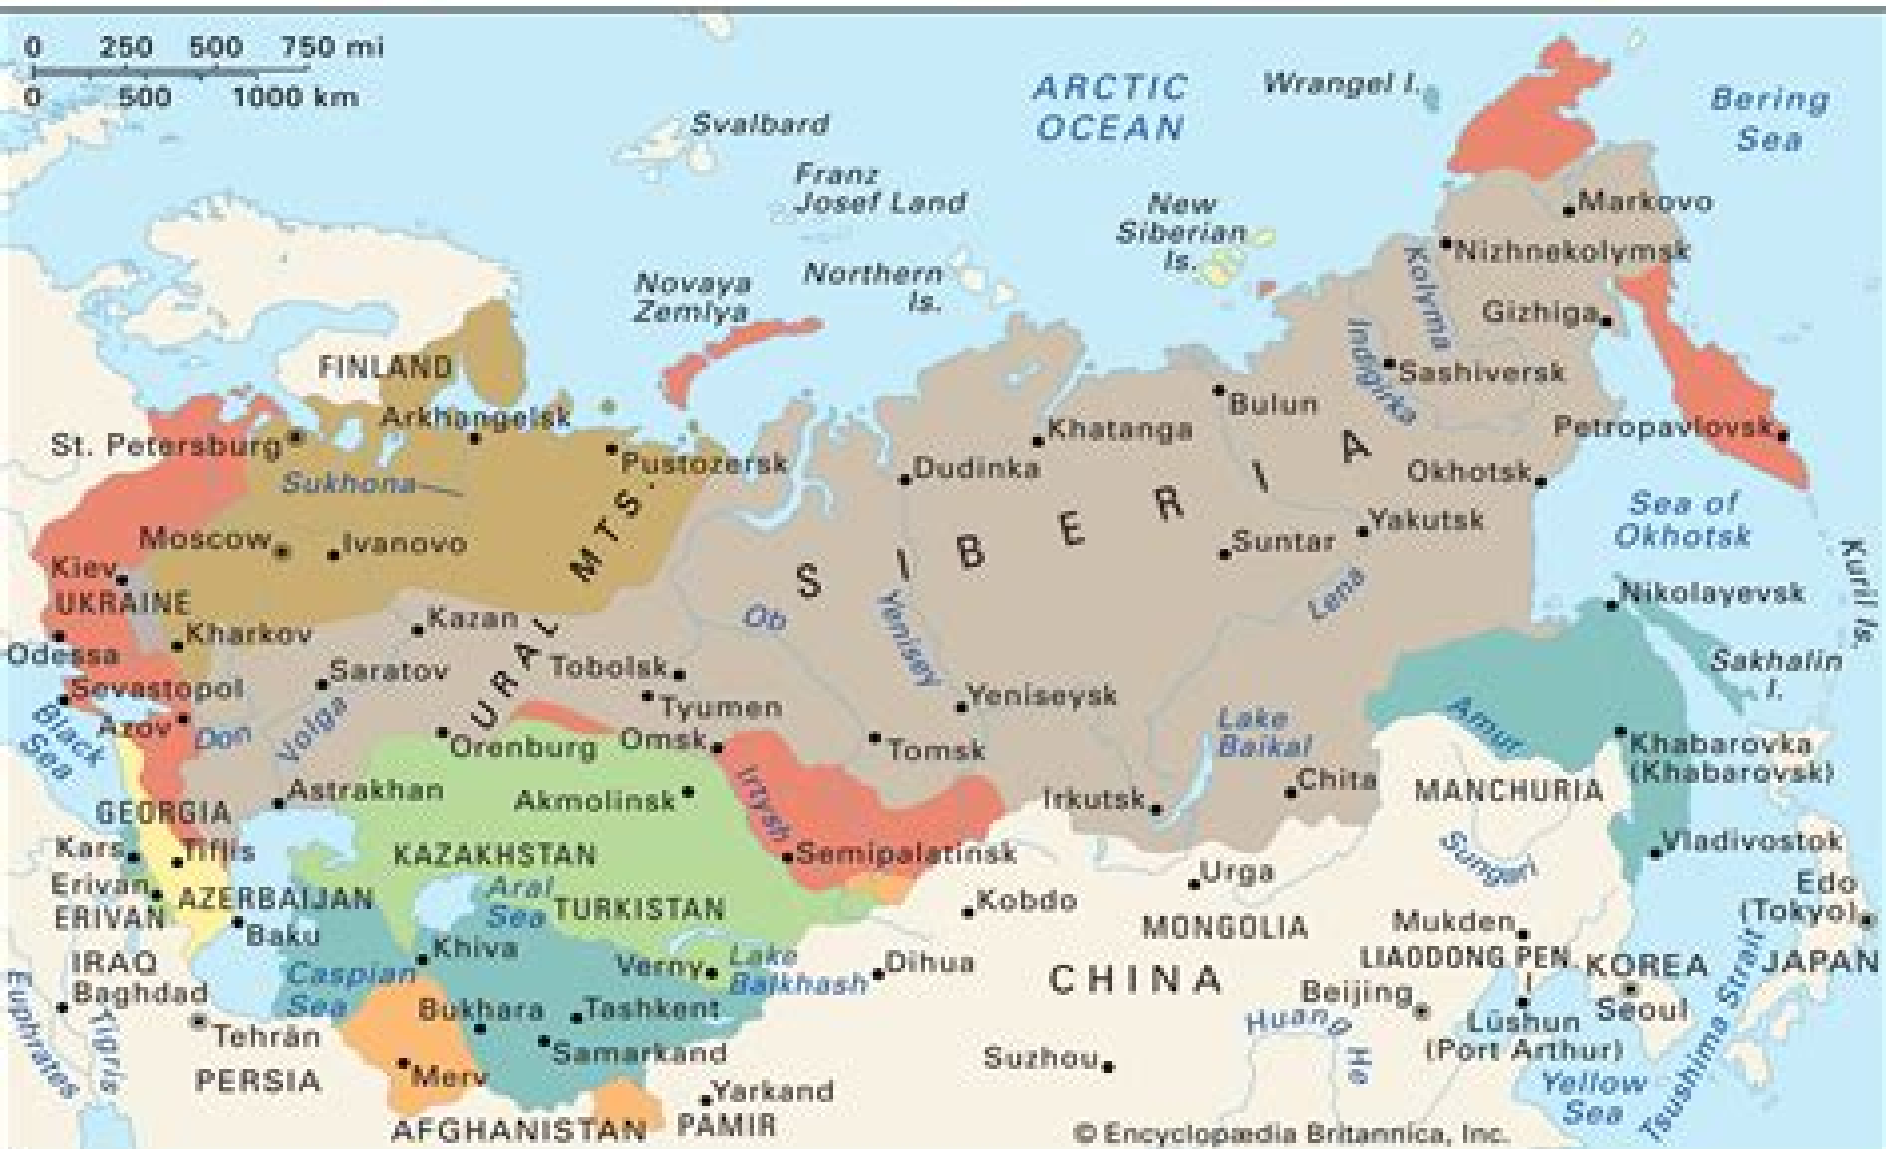 0 250 500 750 mi
0 500 1000 km
ARCTIC
OCEAN
Wrangel I.
Bering
Sea
Svalbard
Franz
Josef Land
New
Siberian
Is.
Markovo
Nizhnekolymsk
Novaya
Zemlya
Northern
Is.
Kolyma
Gizhiga
Indigirka
Sashiversk
FINLAND
Arkhangelsk
Bulun
St. Petersburg
Pustozersk
Khatanga
Petropavlovsk
Dudinka
Okhotsk
Sukhona
SIBERIA
Sea of
Okhotsk
Moscow
Ivanovo
URAL MTS.
Suntar
Yakutsk
Kuril Is.
Kiev
UKRAINE
Kharkov
Kazan
Ob
Yenisey
Lena
Nikolayevsk
Odessa
Saratov
Tobolsk
Sakhalin
I.
Sevastopol
Azov
Don
Volga
Tyumen
Yeniseysk
Black
Sea
Orenburg
Omsk
Tomsk
Lake
Baikal
Amur
Khabarovka
(Khabarovsk)
Astrakhan
Akmolinsk
Irtysh
Irkutsk
Chita
MANCHURIA
GEORGIA
Kars
Tiflis
KAZAKHSTAN
Semipalatinsk
Sungari
Vladivostok
Erivan
ERIVAN
AZERBAIJAN
Aral
Sea
TURKISTAN
Urga
Kobdo
MONGOLIA
Mukden
Edo
(Tokyo)
Baku
Khiva
Verny
Lake
Balkhash
Dihua
CHINA
LIAODONG PEN.
KOREA
JAPAN
IRAQ
Baghdad
Caspian
Sea
Bukhara
Tashkent
Beijing
Seoul
Lüshun
(Port Arthur)
Euphrates
Tigris
Tehrān
Samarkand
Huang
He
Suzhou
PERSIA
Merv
Yarkand
Yellow
Sea
Tsushima Strait
AFGHANISTAN
PAMIR
© Encyclopædia Britannica, Inc.